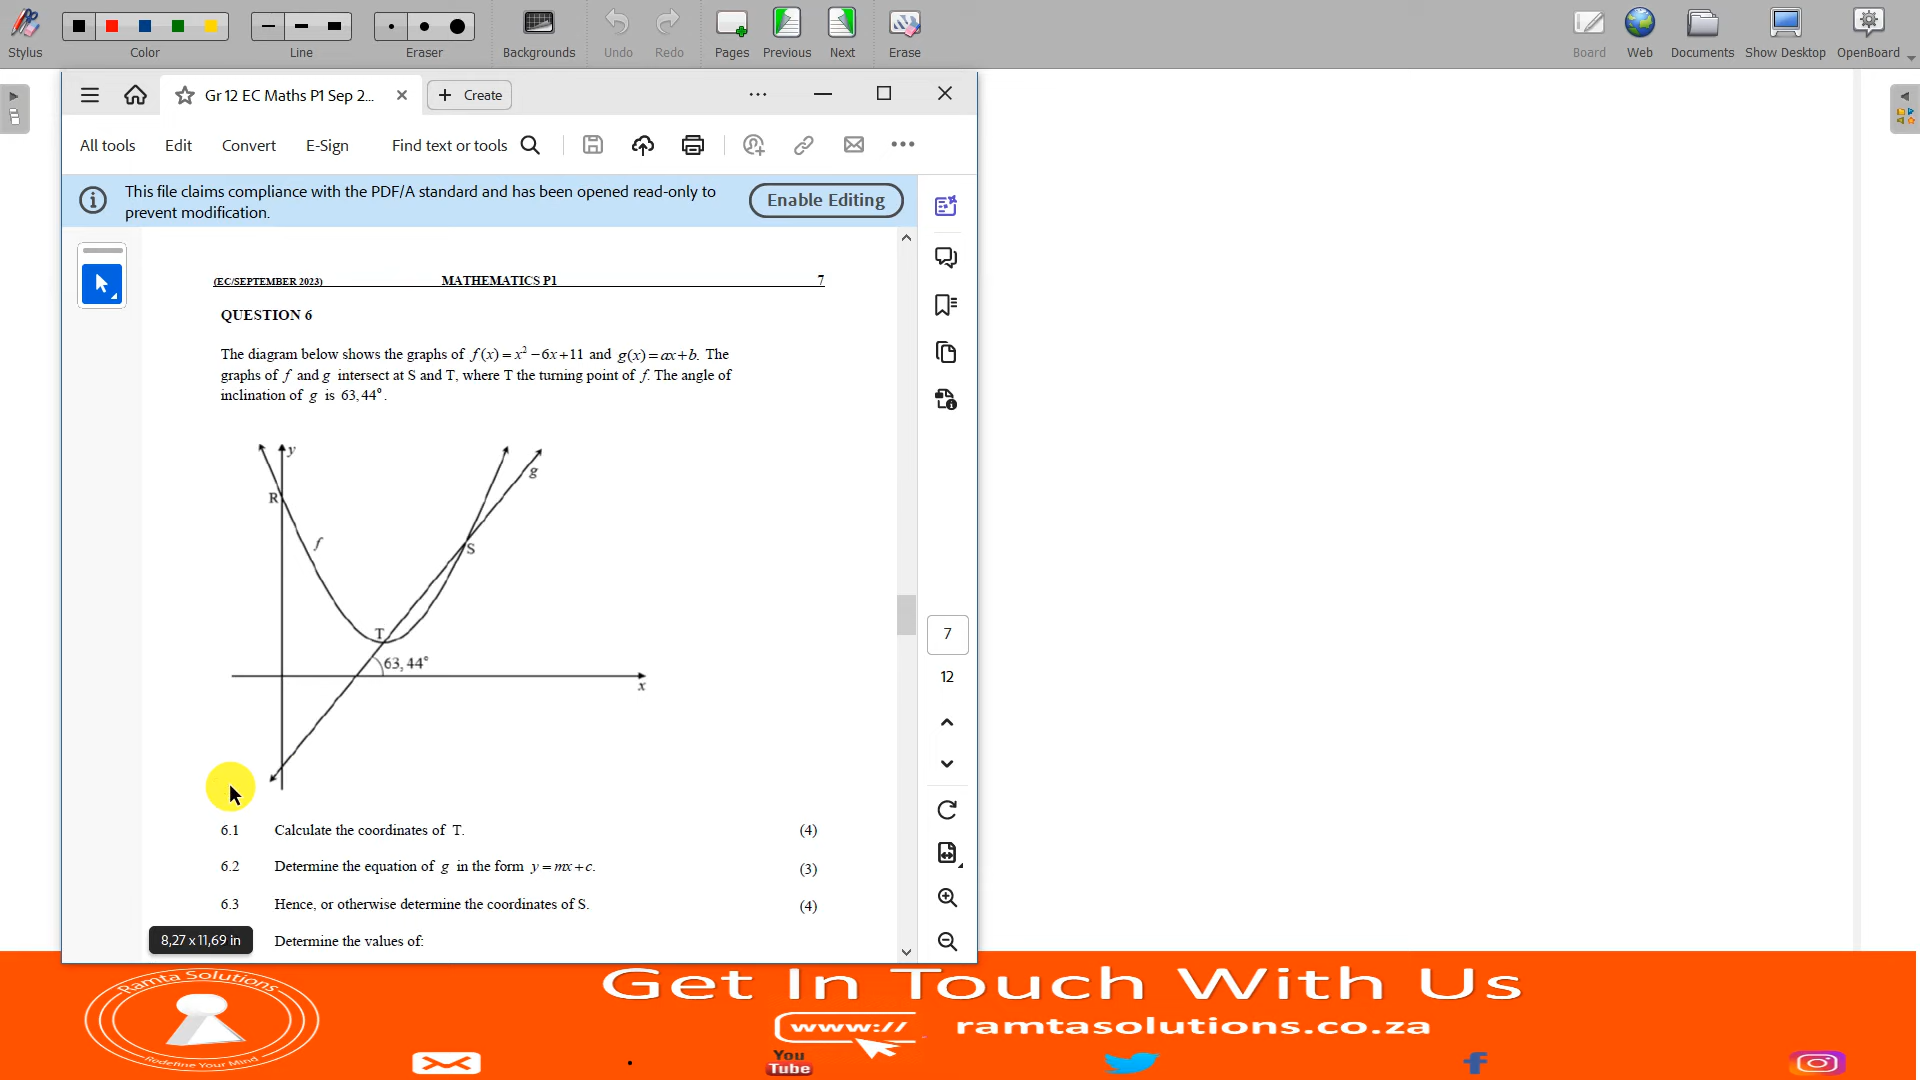 Stylus
Color
Line
Eraser
Backgrounds
Undo
Redo
Pages
Previous
Next
Erase
Board
Web
Documents
Show Desktop
OpenBoard
Gr 12 EC Maths P1 Sep 2...
Create
All tools
Edit
Convert
E-Sign
Find text or tools
This file claims compliance with the PDF/A standard and has been opened read-only to
prevent modification.
Enable Editing
(EC/SEPTEMBER 2023) MATHEMATICS P1 7
QUESTION 6
The diagram below shows the graphs of f(x) = x² − 6x + 11 and g(x) = ax + b. The
graphs of f and g intersect at S and T, where T the turning point of f. The angle of
inclination of g is 63,44°.
y
g
R
f
S
T
63,44°
x
6.1 Calculate the coordinates of T. (4)
6.2 Determine the equation of g in the form y = mx + c. (3)
6.3 Hence, or otherwise determine the coordinates of S. (4)
Determine the values of:
8,27 x 11,69 in
7
12
Ramta Solutions
Redefine Your Mind
Get In Touch With Us
www://
ramtasolutions.co.za
You
Tube